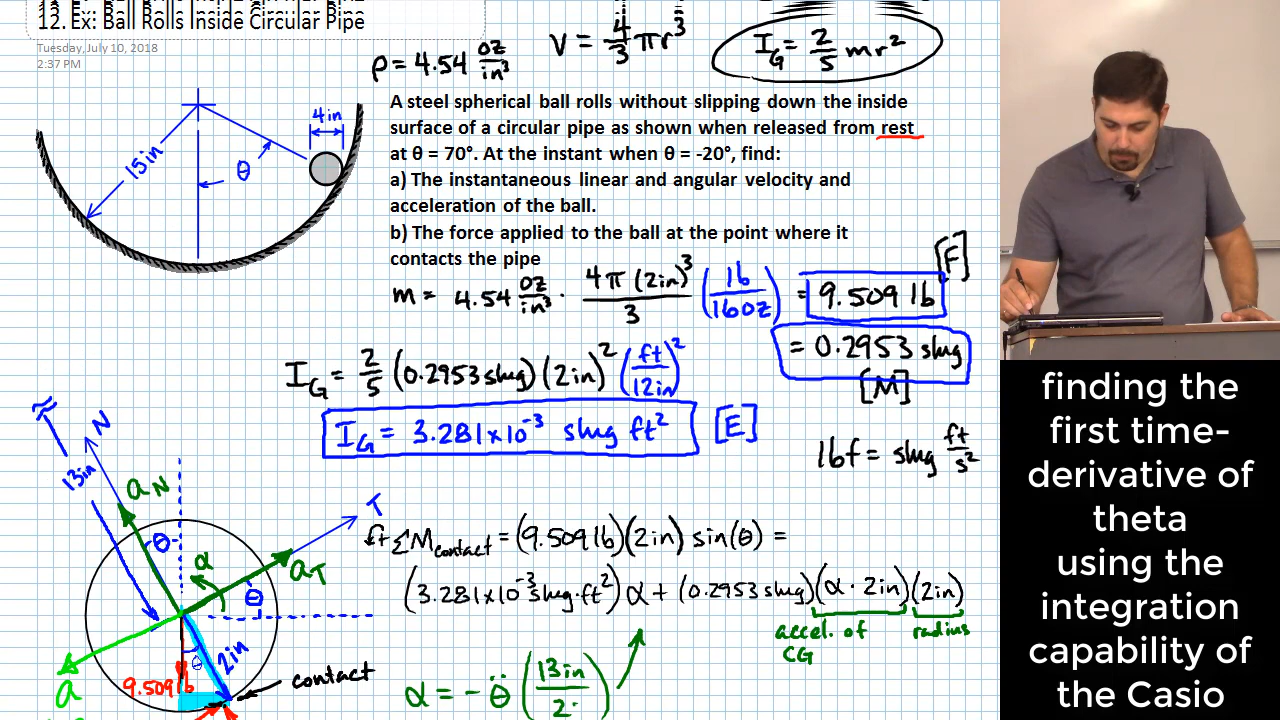 12. Ex: Ball Rolls Inside Circular Pipe
Tuesday, July 10, 2018
2:37 PM
ρ = 4.54 oz/in³
V = 4/3 πr³
I_G = 2/5 mr²
15in
4in
θ
A steel spherical ball rolls without slipping down the inside
surface of a circular pipe as shown when released from rest
at θ = 70°. At the instant when θ = -20°, find:
a) The instantaneous linear and angular velocity and
acceleration of the ball.
b) The force applied to the ball at the point where it
contacts the pipe
m = 4.54 oz/in³ · 4π(2in)³/3 (lb/16oz) = 9.509 lb [F]
= 0.2953 slug
[M]
I_G = 2/5 (0.2953 slug)(2in)² (ft/12in)²
I_G = 3.281x10⁻³ slug ft² [E]
lbf = slug ft/s²
N
13in
a_N
θ
α
T
a_T
θ
θ
2in
9.509 lb
a
contact
ΣM_contact = (9.509 lb)(2in) sin(θ) =
(3.281x10⁻³ slug·ft²) α + (0.2953 slug)(α · 2in)(2in)
accel. of
CG
radius
α = - θ̈ (13in/2
finding the
first time-
derivative of
theta
using the
integration
capability of
the Casio